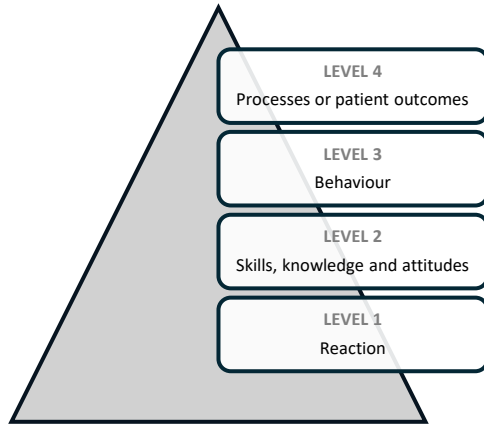 LEVEL 4
Processes or patient outcomes
LEVEL 3
Behaviour
LEVEL 2
Skills, knowledge and attitudes
LEVEL 1
Reaction